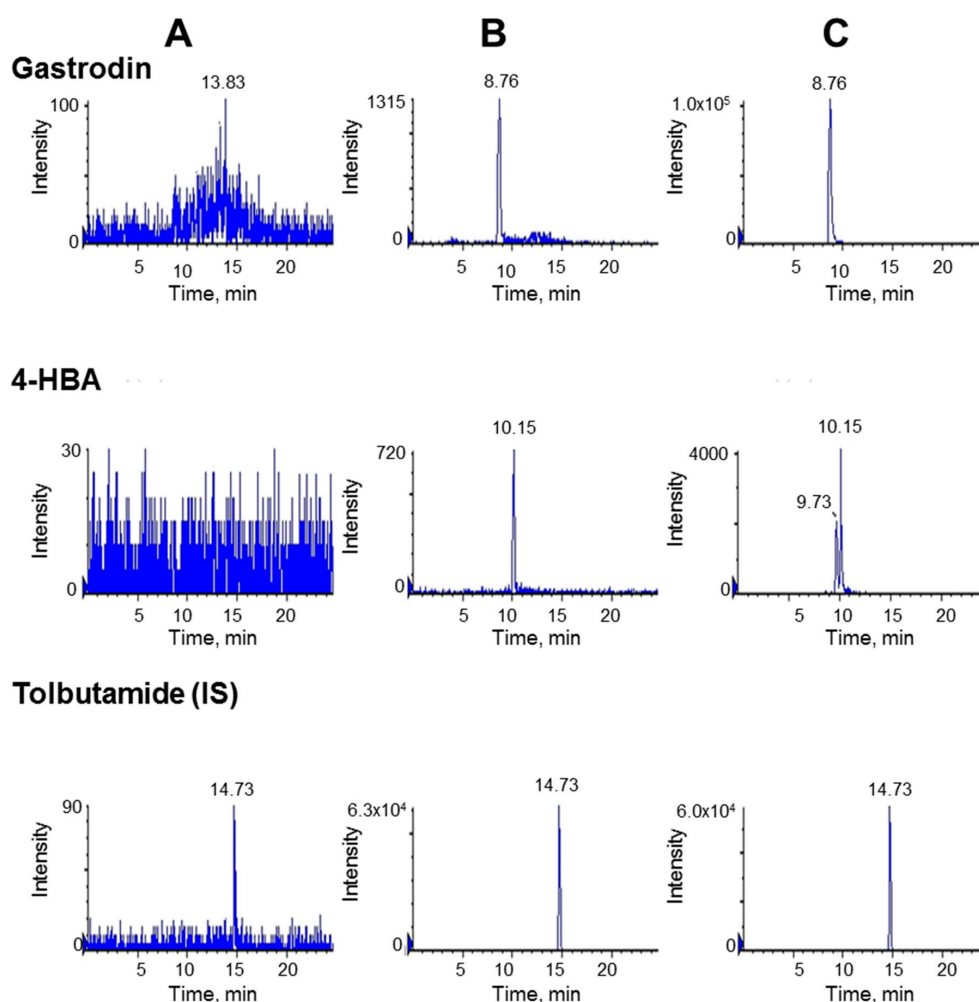 A B C
Gastrodin
13.83 8.76 8.76
100 1315 1.0x10⁵
Intensity Intensity Intensity
0 0 0
5 10 15 20 5 10 15 20 5 10 15 20
Time, min Time, min Time, min
4-HBA
10.15 10.15
30 720 4000
9.73
Intensity Intensity Intensity
0 0 0
5 10 15 20 5 10 15 20 5 10 15 20
Time, min Time, min Time, min
Tolbutamide (IS)
14.73 14.73 14.73
90 6.3x10⁴ 6.0x10⁴
Intensity Intensity Intensity
0 0 0
5 10 15 20 5 10 15 20 5 10 15 20
Time, min Time, min Time, min